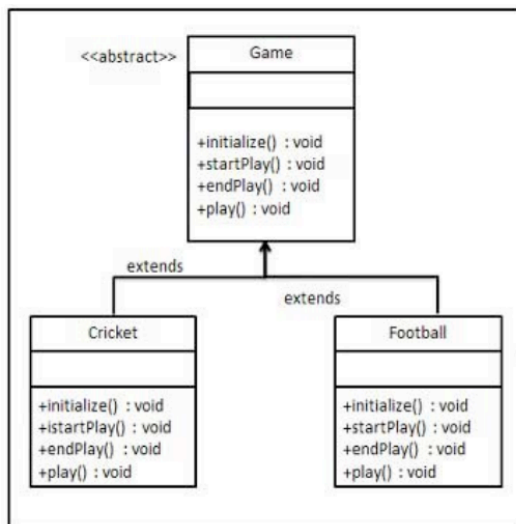 <<abstract>>
Game
+initialize() : void
+startPlay() : void
+endPlay() : void
+play() : void
extends
extends
Cricket
+initialize() : void
+istartPlay() : void
+endPlay() : void
+play() : void
Football
+initialize() : void
+startPlay() : void
+endPlay() : void
+play() : void